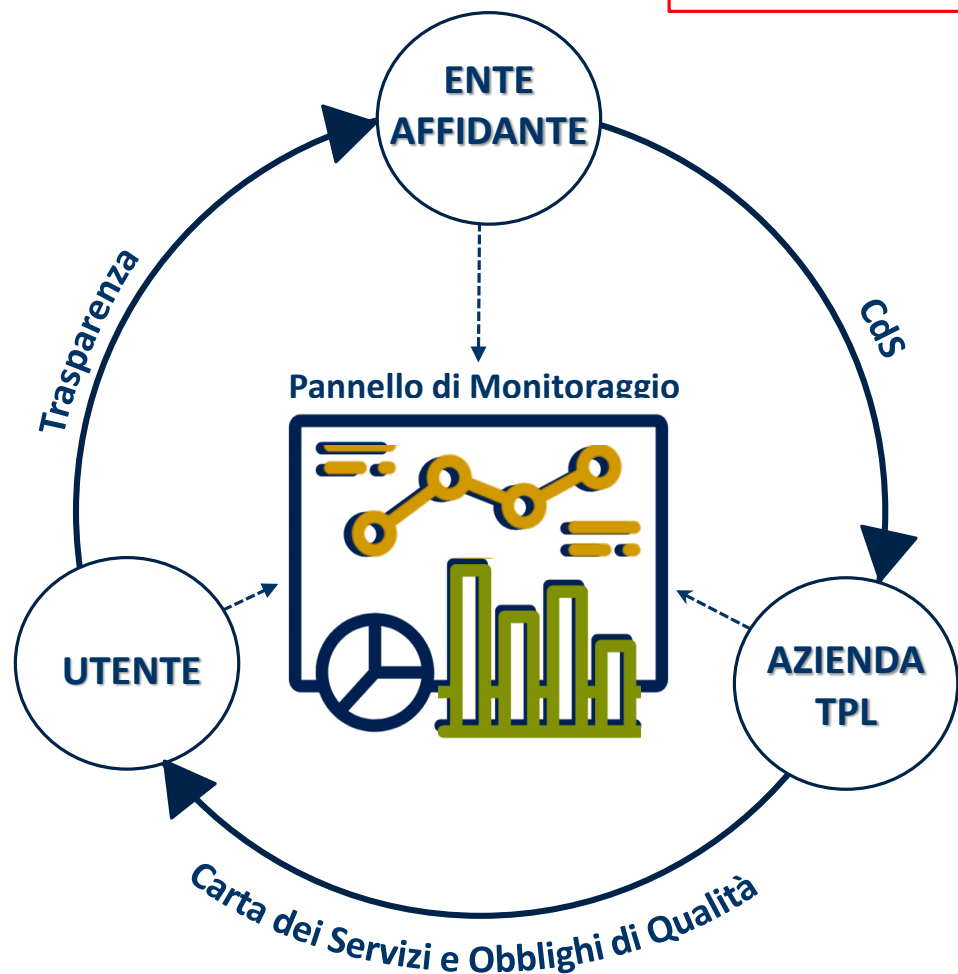 ENTE
AFFIDANTE
Trasparenza
CdS
Pannello di Monitoraggio
UTENTE
AZIENDA
TPL
Carta dei Servizi e Obblighi di Qualità